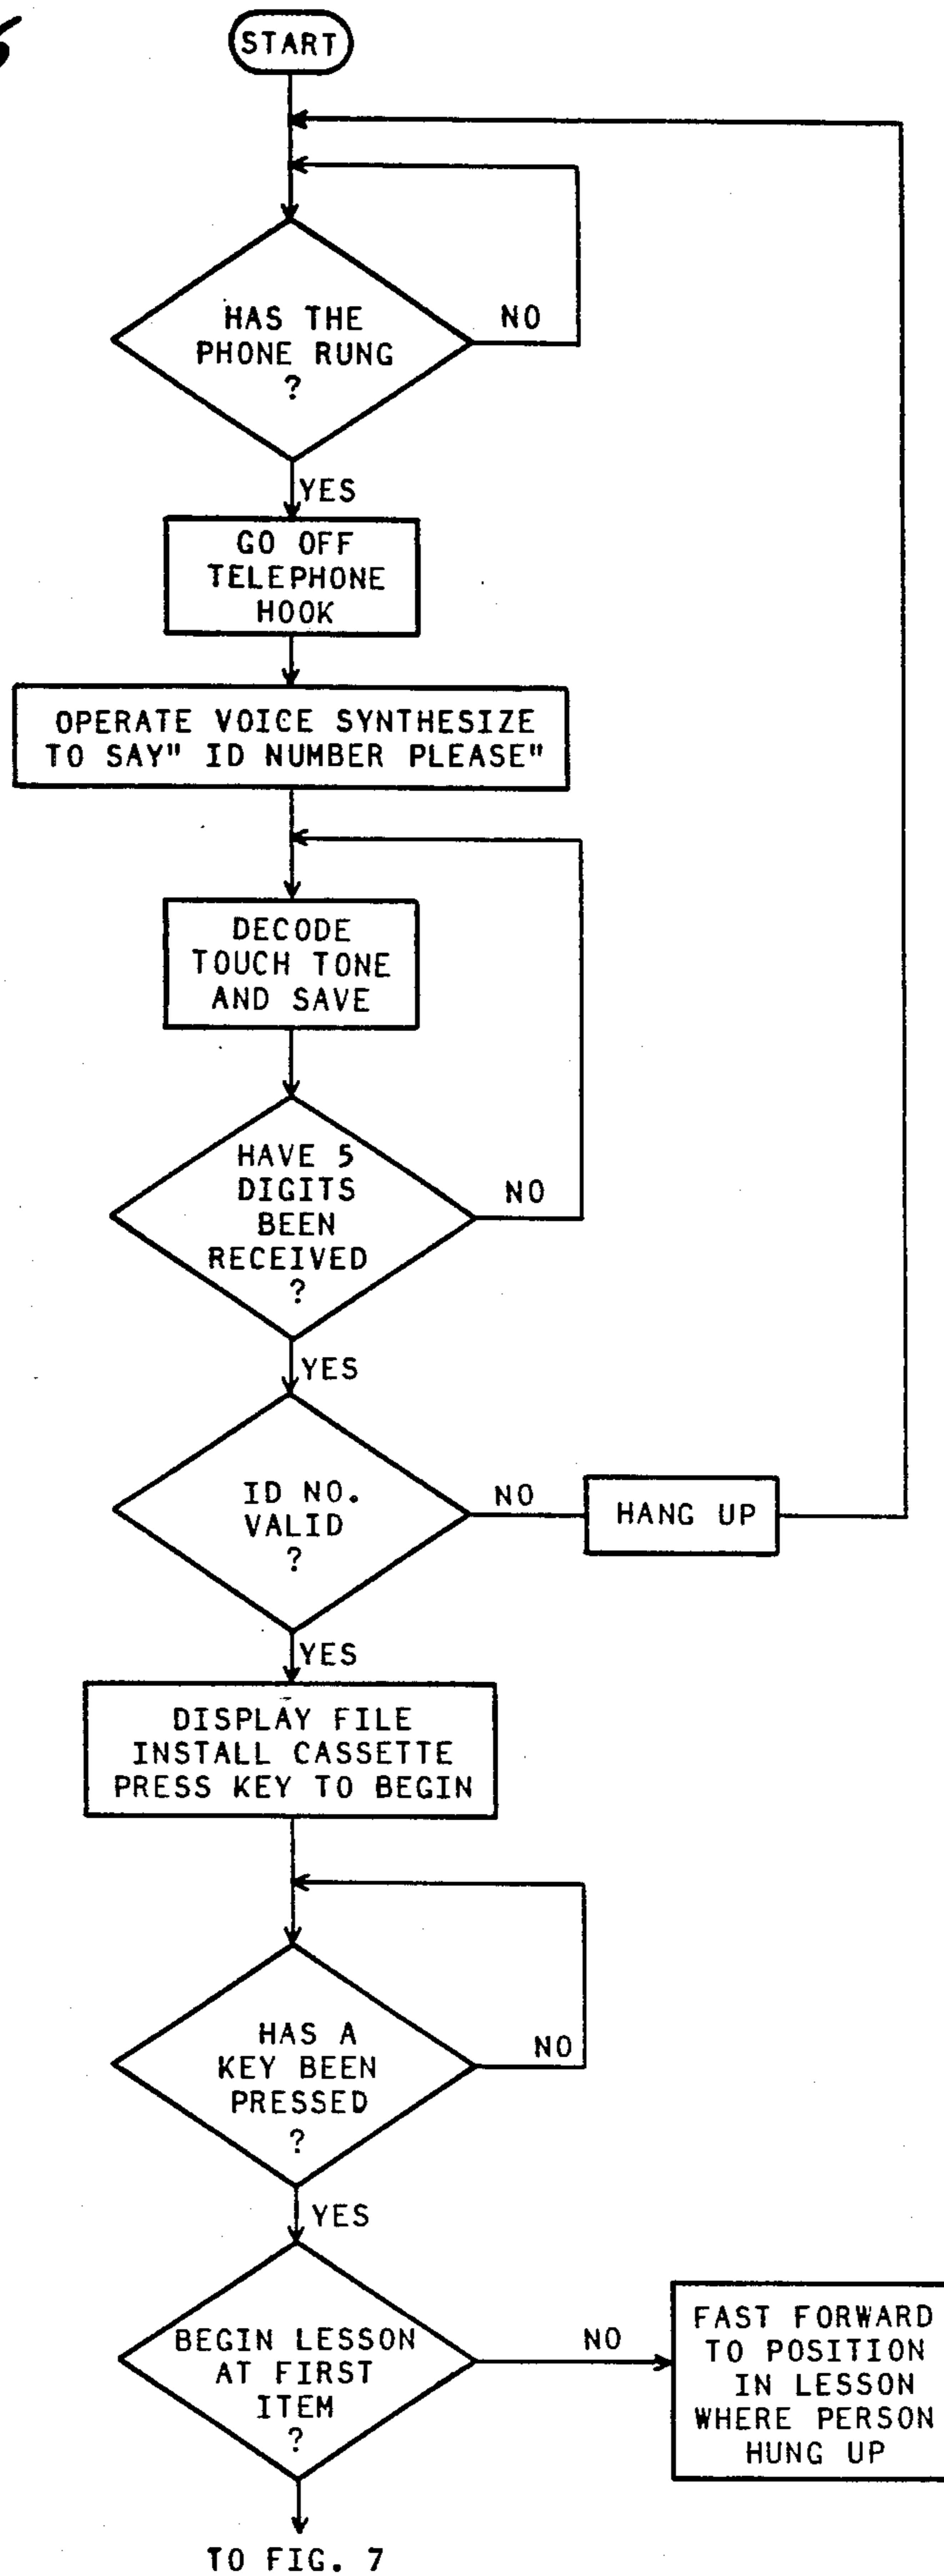 START
HAS THE
PHONE RUNG
?
NO
YES
GO OFF
TELEPHONE
HOOK
OPERATE VOICE SYNTHESIZE
TO SAY" ID NUMBER PLEASE"
DECODE
TOUCH TONE
AND SAVE
HAVE 5
DIGITS
BEEN
RECEIVED
?
NO
YES
ID NO.
VALID
?
NO
HANG UP
YES
DISPLAY FILE
INSTALL CASSETTE
PRESS KEY TO BEGIN
HAS A
KEY BEEN
PRESSED
?
NO
YES
BEGIN LESSON
AT FIRST
ITEM
?
NO
FAST FORWARD
TO POSITION
IN LESSON
WHERE PERSON
HUNG UP
TO FIG. 7